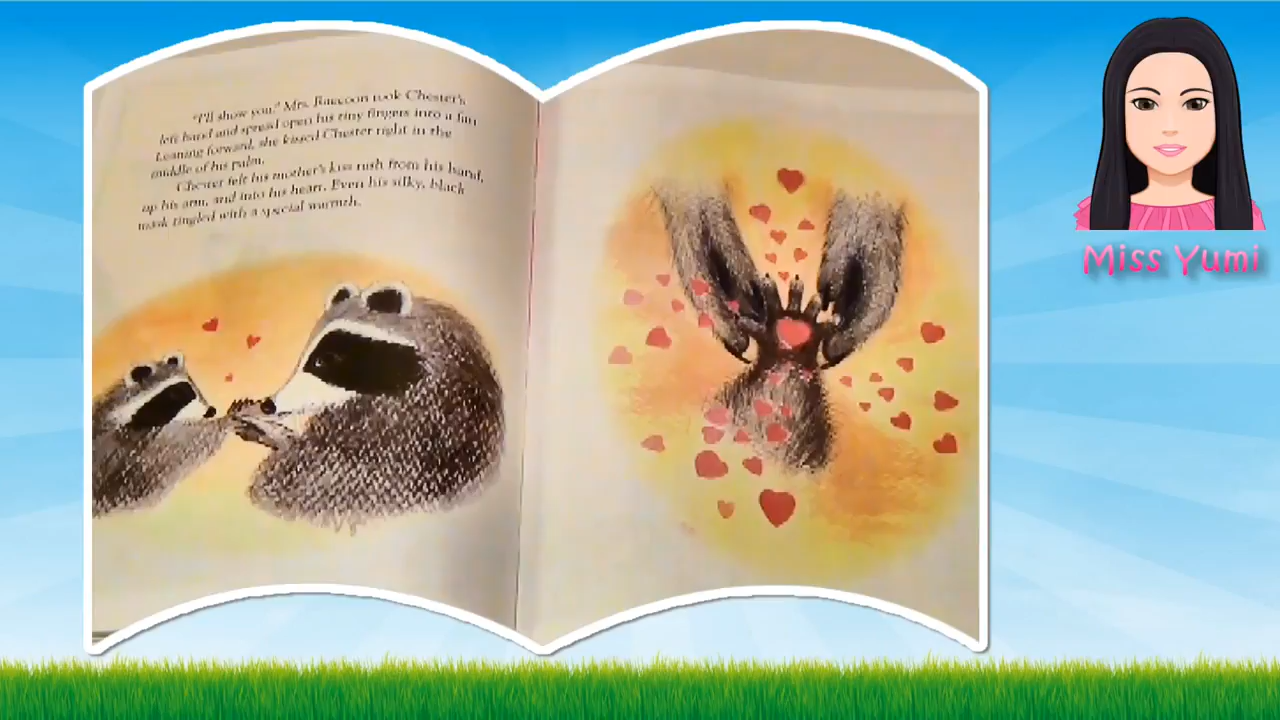 "I'll show you." Mrs. Raccoon took Chester's
left hand and spread open his tiny fingers into a fan.
Leaning forward, she kissed Chester right in the
middle of his palm.
Chester felt his mother's kiss rush from his hand,
up his arm, and into his heart. Even his silky, black
mask tingled with a special warmth.
Miss Yumi